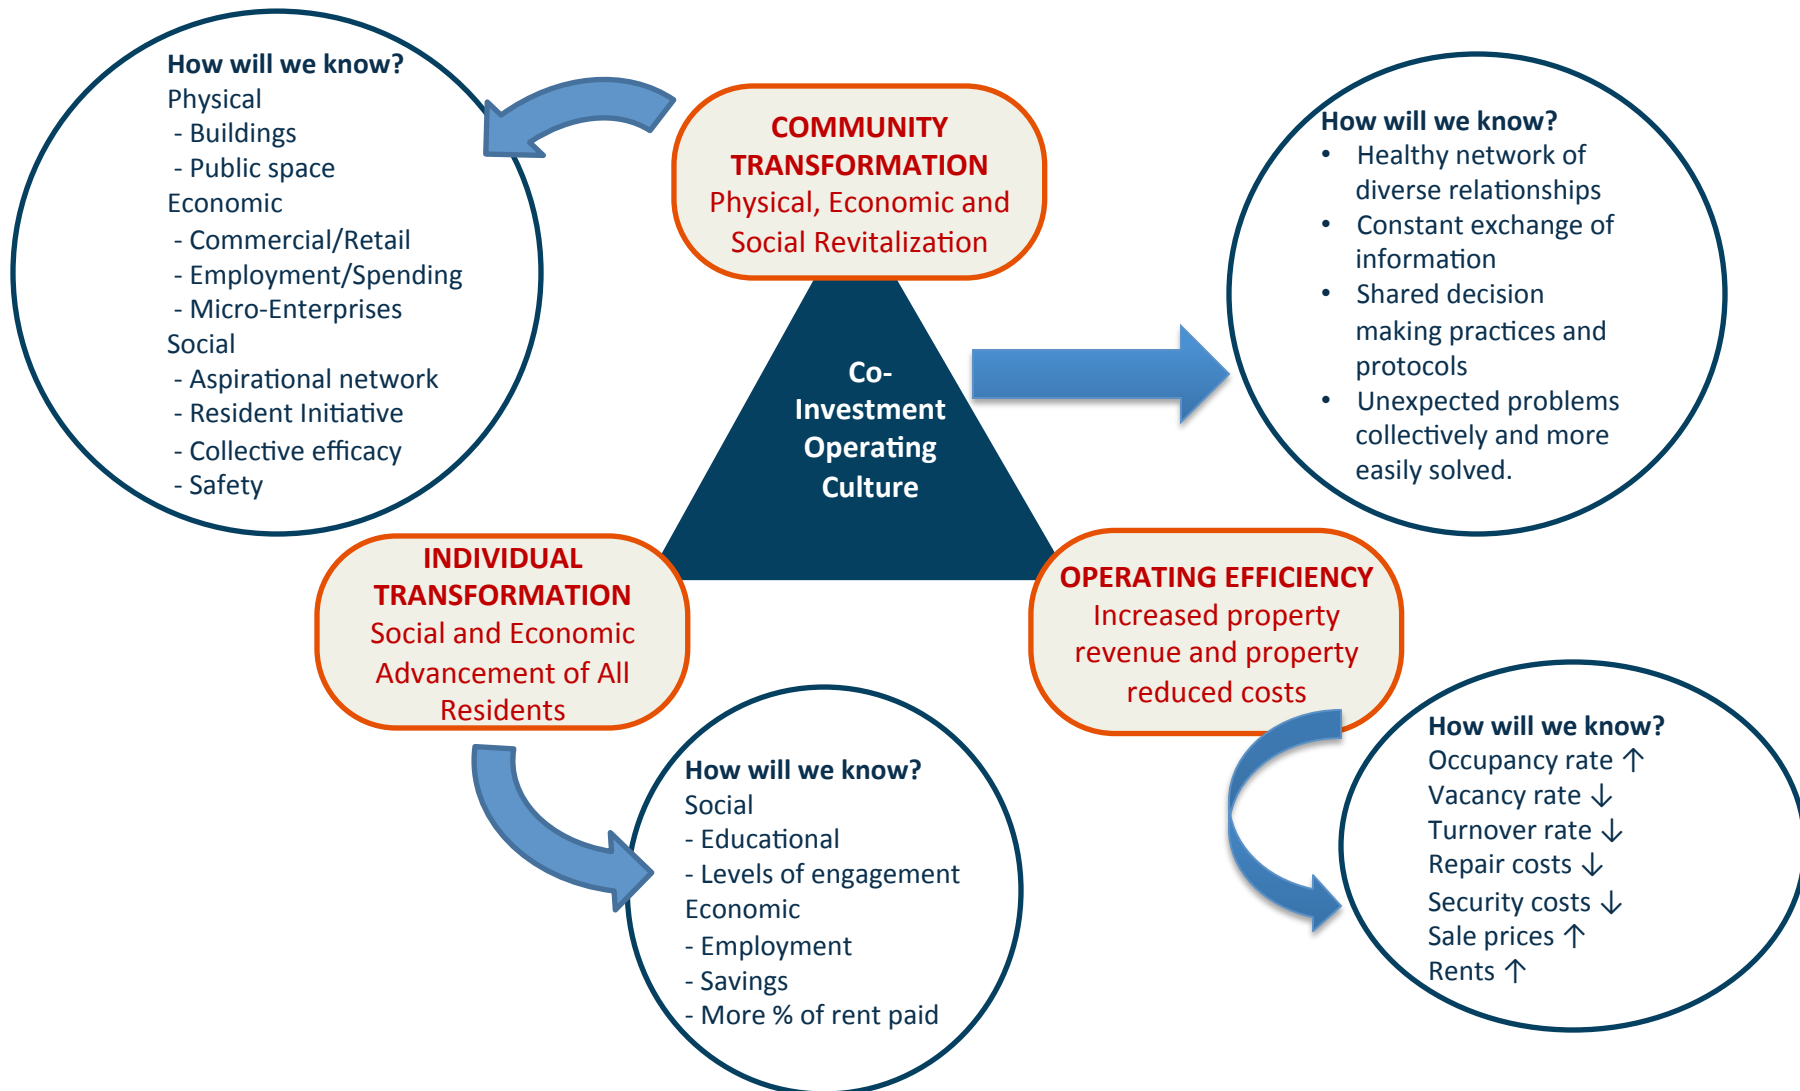 How will we know?
Physical
- Buildings
- Public space
Economic
- Commercial/Retail
- Employment/Spending
- Micro-Enterprises
Social
- Aspirational network
- Resident Initiative
- Collective efficacy
- Safety
COMMUNITY
TRANSFORMATION
Physical, Economic and
Social Revitalization
How will we know?
• Healthy network of
diverse relationships
• Constant exchange of
information
• Shared decision
making practices and
protocols
• Unexpected problems
collectively and more
easily solved.
Co-
Investment
Operating
Culture
INDIVIDUAL
TRANSFORMATION
Social and Economic
Advancement of All
Residents
OPERATING EFFICIENCY
Increased property
revenue and property
reduced costs
How will we know?
Social
- Educational
- Levels of engagement
Economic
- Employment
- Savings
- More % of rent paid
How will we know?
Occupancy rate ↑
Vacancy rate ↓
Turnover rate ↓
Repair costs ↓
Security costs ↓
Sale prices ↑
Rents ↑